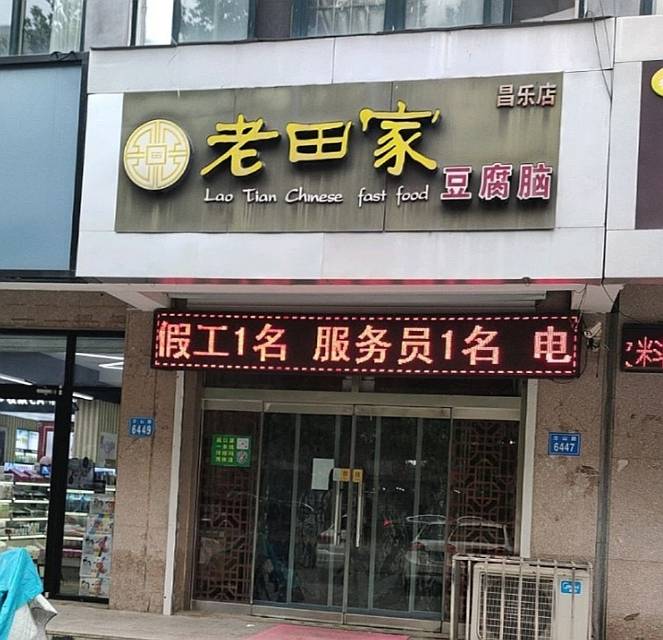 昌乐店
老田家
Lao Tian Chinese fast food
豆腐脑
假工1名 服务员1名 电
料
6449
6447